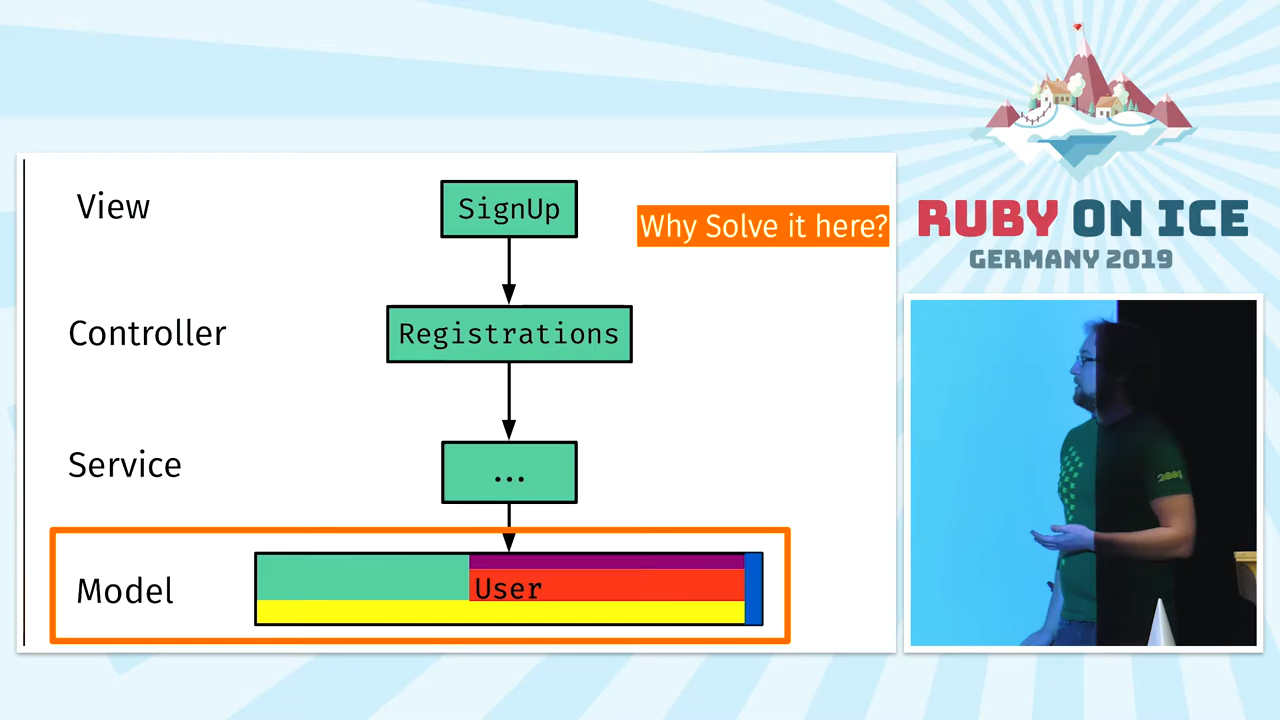 View
SignUp
Why Solve it here?
Controller
Registrations
Service
...
Model
User
RUBY ON ICE
GERMANY 2019